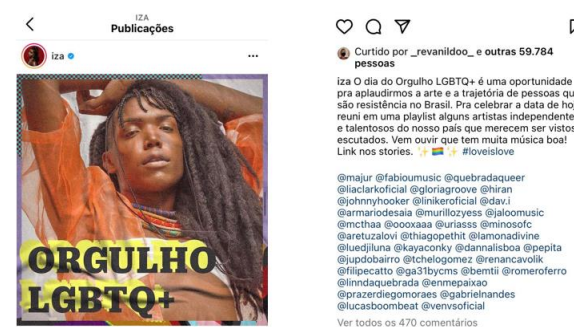 IZA
Publicações
iza
ORGULHO
LGBTQ+
Curtido por _revanildoo_ e outras 59.784
pessoas
iza O dia do Orgulho LGBTQ+ é uma oportunidade
pra aplaudirmos a arte e a trajetória de pessoas qu
são resistência no Brasil. Pra celebrar a data de ho
reuni em uma playlist alguns artistas independente
e talentosos do nosso país que merecem ser vistos
escutados. Vem ouvir que tem muita música boa!
Link nos stories. ✨🏳️‍🌈✨ #loveislove
@majur @fabioumusic @quebradaqueer
@liaclarkoficial @gloriagroove @hiran
@johnnyhooker @linikeroficial @dav.i
@armariodesaia @murillozyess @jaloomusic
@mcthaa @oooxaaa @uriasss @minosofc
@aretuzalovi @thiagopethit @lamonadivine
@luedjiluna @kayaconky @dannalisboa @pepita
@jupdobairro @tchelogomez @renancavolik
@filipecatto @ga31bycms @bemtii @romeroferro
@linndaquebrada @enmepaixao
@prazerdiegomoraes @gabrielnandes
@lucasboombeat @venvsoficial
Ver todos os 470 comentários